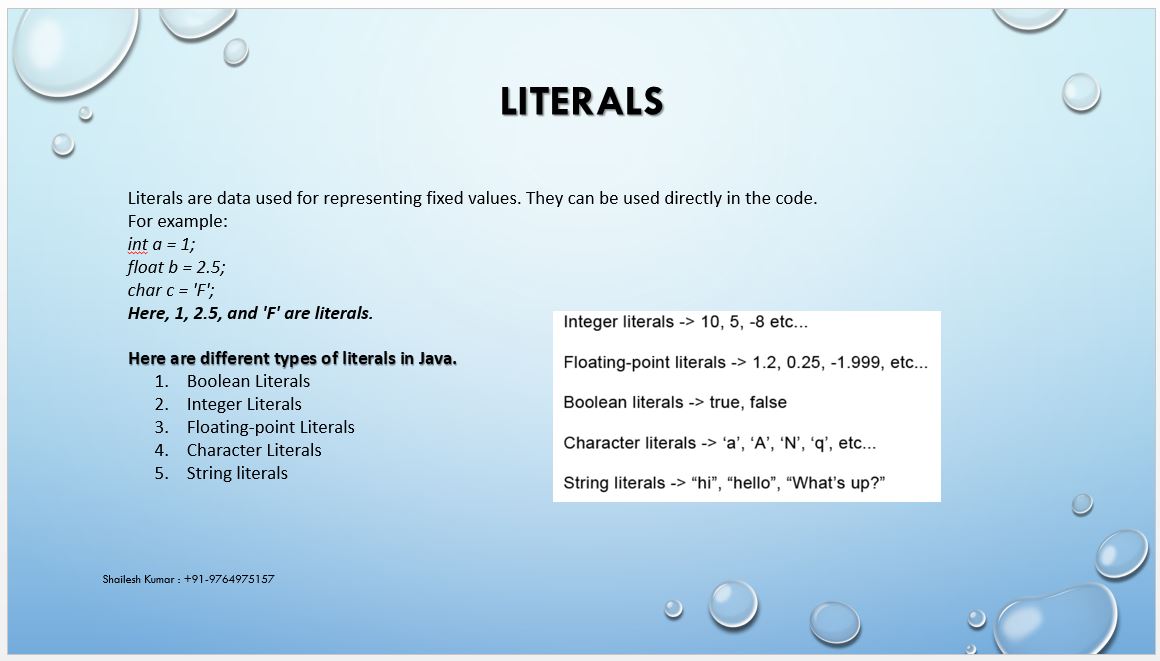 LITERALS
Literals are data used for representing fixed values. They can be used directly in the code.
For example:
int a = 1;
float b = 2.5;
char c = 'F';
Here, 1, 2.5, and 'F' are literals.
Here are different types of literals in Java.
1. Boolean Literals
2. Integer Literals
3. Floating-point Literals
4. Character Literals
5. String literals
Integer literals -> 10, 5, -8 etc...
Floating-point literals -> 1.2, 0.25, -1.999, etc...
Boolean literals -> true, false
Character literals -> ‘a’, ‘A’, ‘N’, ‘q’, etc...
String literals -> “hi”, “hello”, “What’s up?”
Shailesh Kumar : +91-9764975157